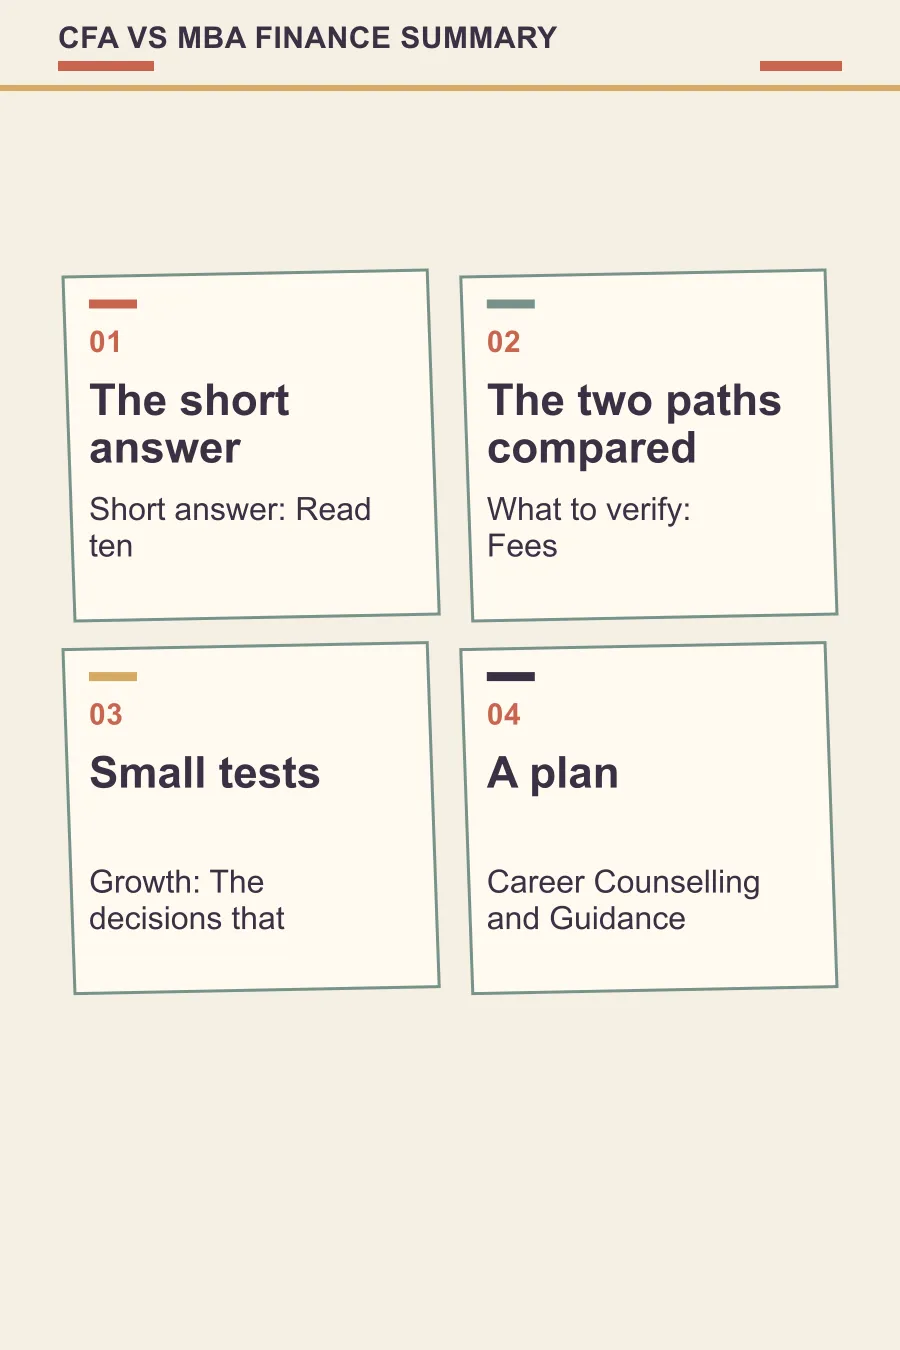 CFA VS MBA FINANCE SUMMARY
01
The short
answer
Short answer: Read
ten
02
The two paths
compared
What to verify:
Fees
03
Small tests
Growth: The
decisions that
04
A plan
Career Counselling
and Guidance